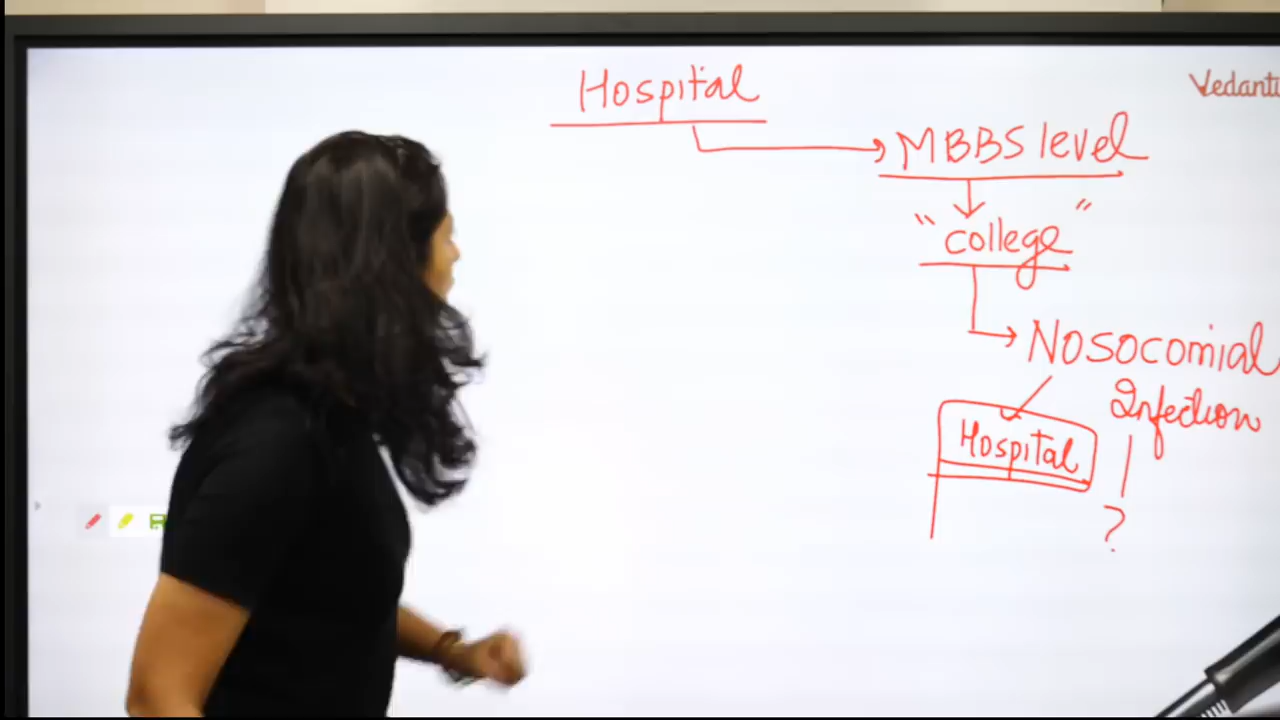 Hospital
Vedantu
MBBS level
"college"
Nosocomial
Infection
Hospital
?